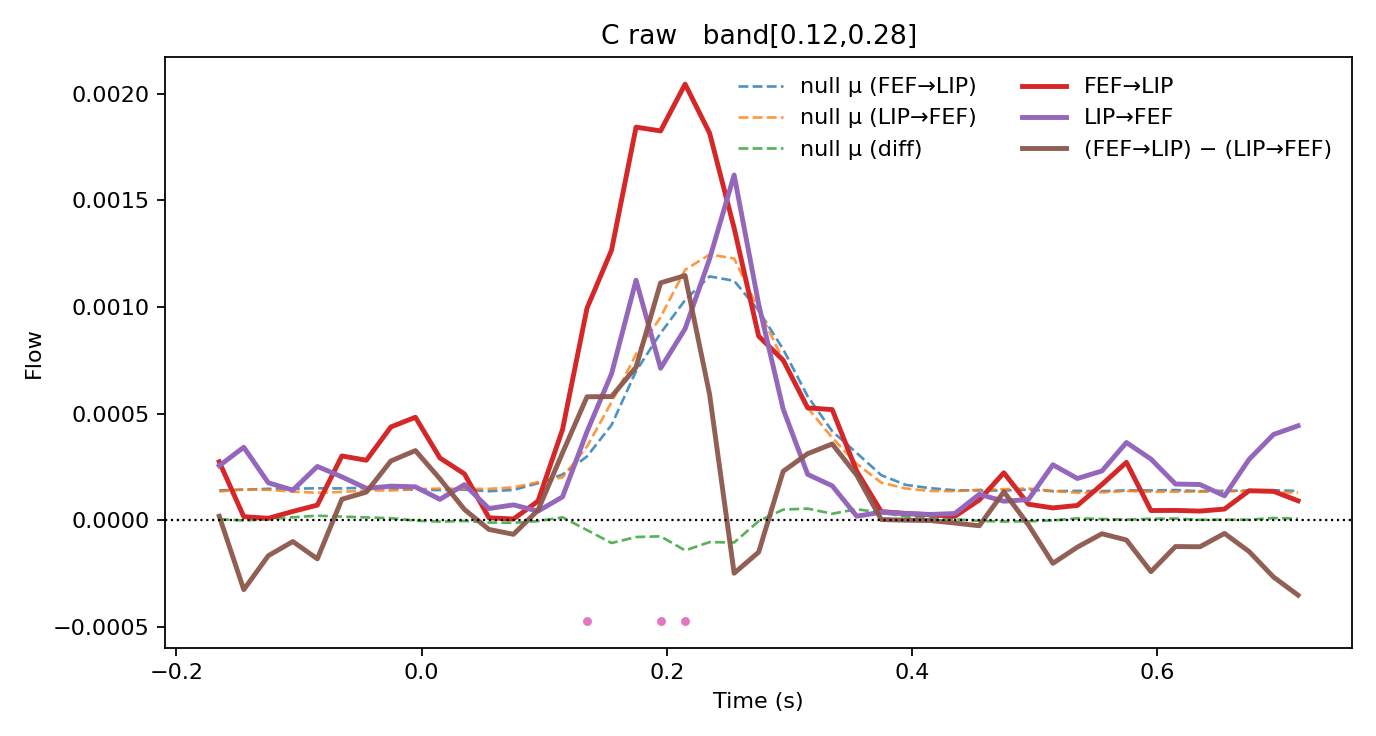 C raw   band[0.12,0.28]
null μ (FEF→LIP)
null μ (LIP→FEF)
null μ (diff)
FEF→LIP
LIP→FEF
(FEF→LIP) − (LIP→FEF)
Flow
0.0020
0.0015
0.0010
0.0005
0.0000
−0.0005
−0.2
0.0
0.2
0.4
0.6
Time (s)